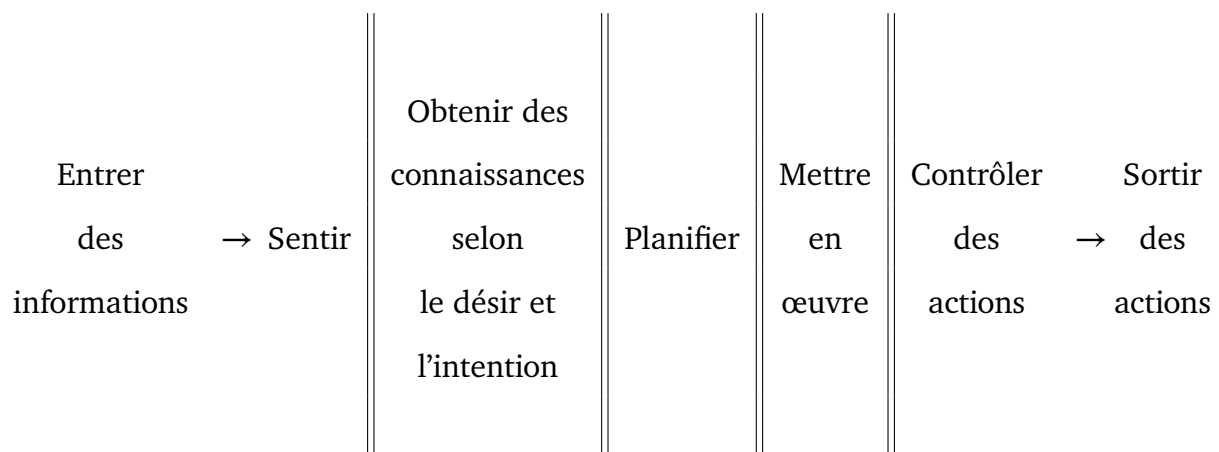 Entrer
des
informations
→
Sentir
Obtenir des
connaissances
selon
le désir et
l'intention
Planifier
Mettre
en
œuvre
Contrôler
des
actions
→
Sortir
des
actions